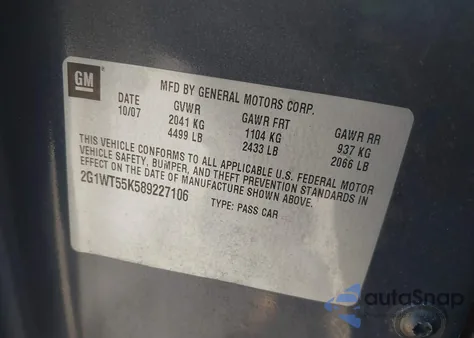 GM
MFD BY GENERAL MOTORS CORP.
DATE GVWR GAWR FRT GAWR RR
10/07 2041 KG 1104 KG 937 KG
4499 LB 2433 LB 2066 LB
THIS VEHICLE CONFORMS TO ALL APPLICABLE U.S. FEDERAL MOTOR
VEHICLE SAFETY, BUMPER, AND THEFT PREVENTION STANDARDS IN
EFFECT ON THE DATE OF MANUFACTURE SHOWN ABOVE.
2G1WT55K589227106 TYPE: PASS CAR
autoSnap